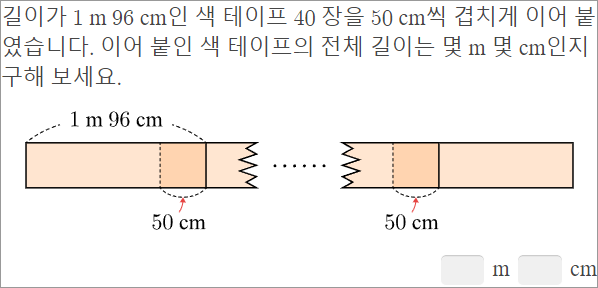 길이가 1 m 96 cm인 색 테이프 40 장을 50 cm씩 겹치게 이어 붙
였습니다. 이어 붙인 색 테이프의 전체 길이는 몇 m 몇 cm인지
구해 보세요.
1 m 96 cm
50 cm 50 cm
m cm